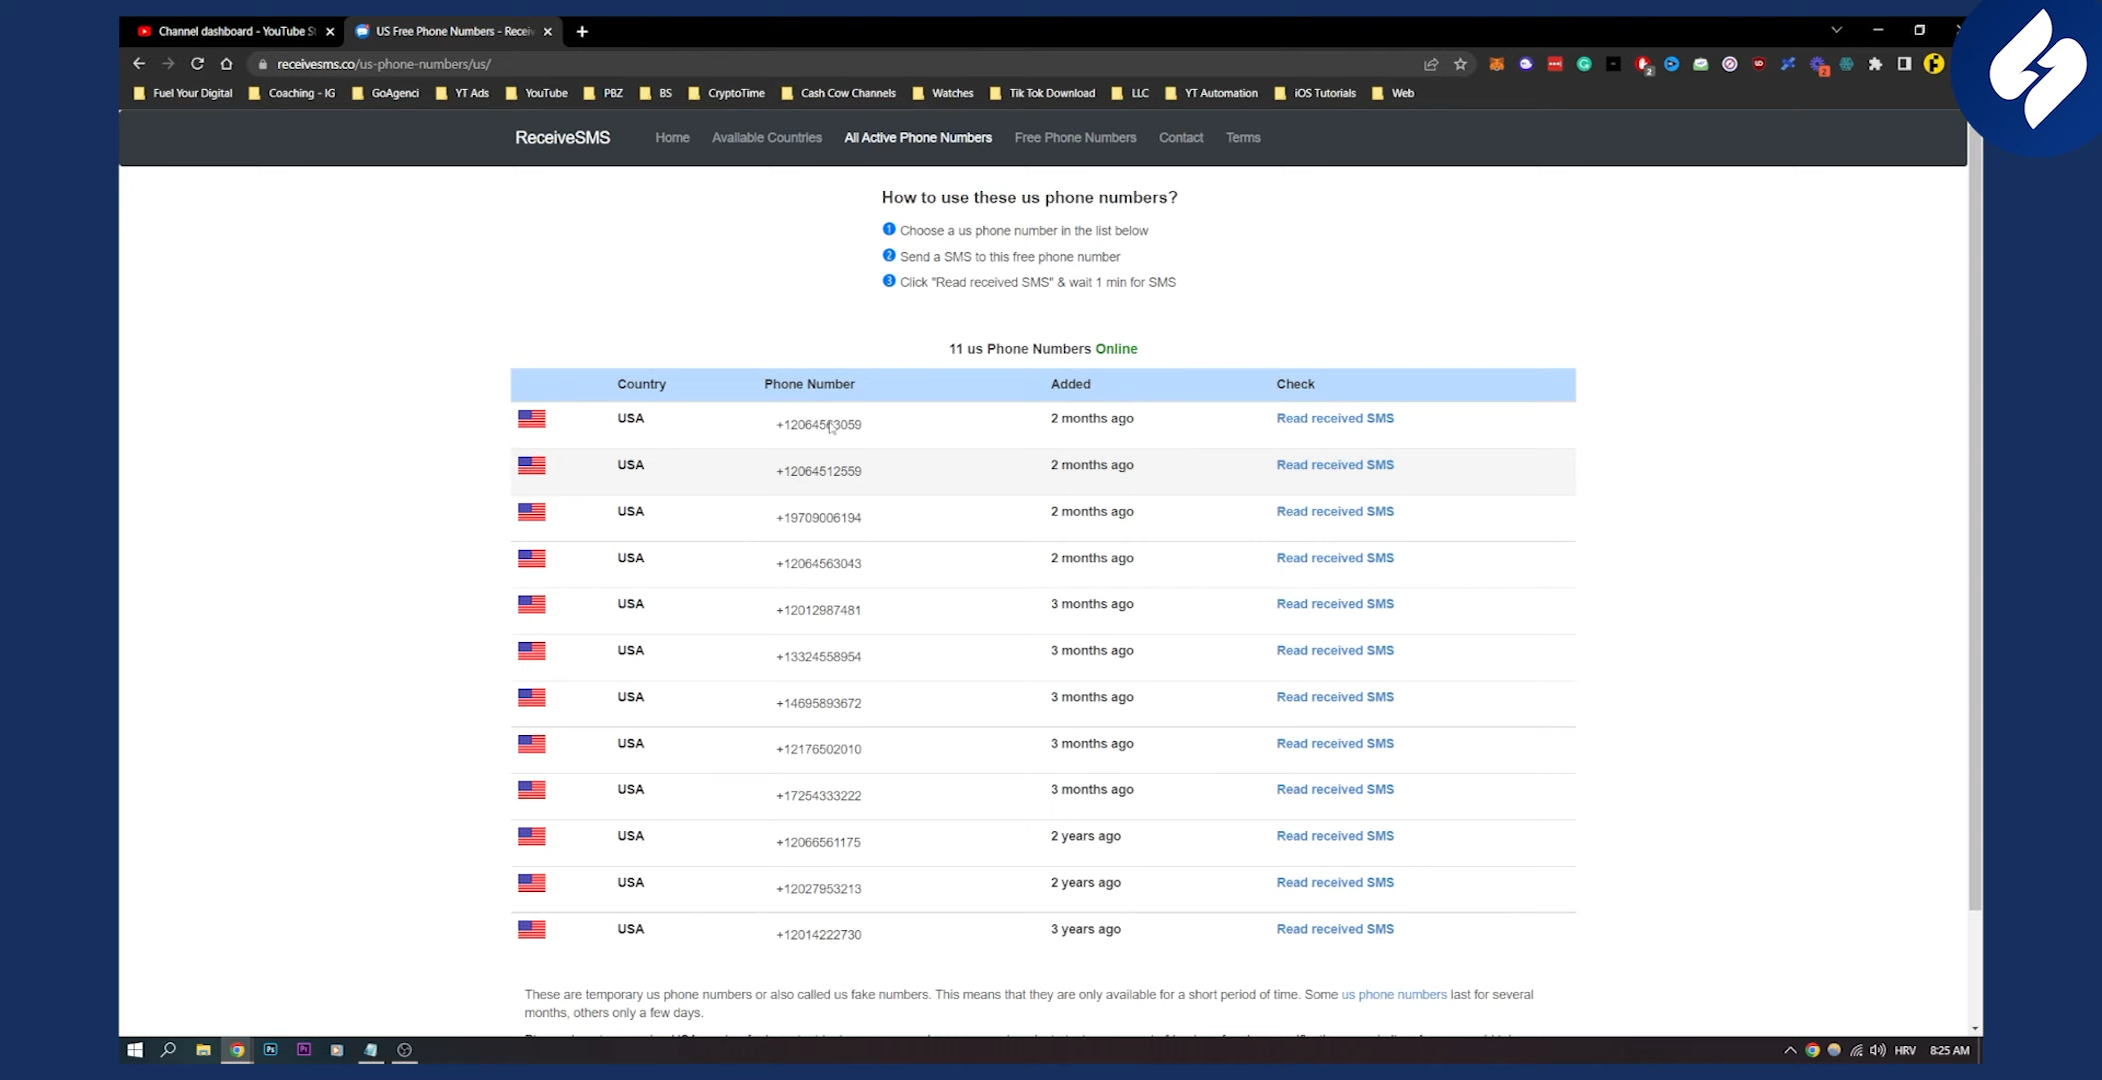 Channel dashboard - YouTube St
US Free Phone Numbers - Receiv
receivesms.co/us-phone-numbers/us/
Fuel Your Digital Coaching - IG GoAgenci YT Ads YouTube PBZ BS CryptoTime Cash Cow Channels Watches Tik Tok Download LLC YT Automation iOS Tutorials Web
ReceiveSMS Home Available Countries All Active Phone Numbers Free Phone Numbers Contact Terms
How to use these us phone numbers?
1 Choose a us phone number in the list below
2 Send a SMS to this free phone number
3 Click "Read received SMS" & wait 1 min for SMS
11 us Phone Numbers Online
Country Phone Number Added Check
USA +12064563059 2 months ago Read received SMS
USA +12064512559 2 months ago Read received SMS
USA +19709006194 2 months ago Read received SMS
USA +12064563043 2 months ago Read received SMS
USA +12012987481 3 months ago Read received SMS
USA +13324558954 3 months ago Read received SMS
USA +14695893672 3 months ago Read received SMS
USA +12176502010 3 months ago Read received SMS
USA +17254333222 3 months ago Read received SMS
USA +12066561175 2 years ago Read received SMS
USA +12027953213 2 years ago Read received SMS
USA +12014222730 3 years ago Read received SMS
These are temporary us phone numbers or also called us fake numbers. This means that they are only available for a short period of time. Some us phone numbers last for several
months, others only a few days.
HRV 8:25 AM